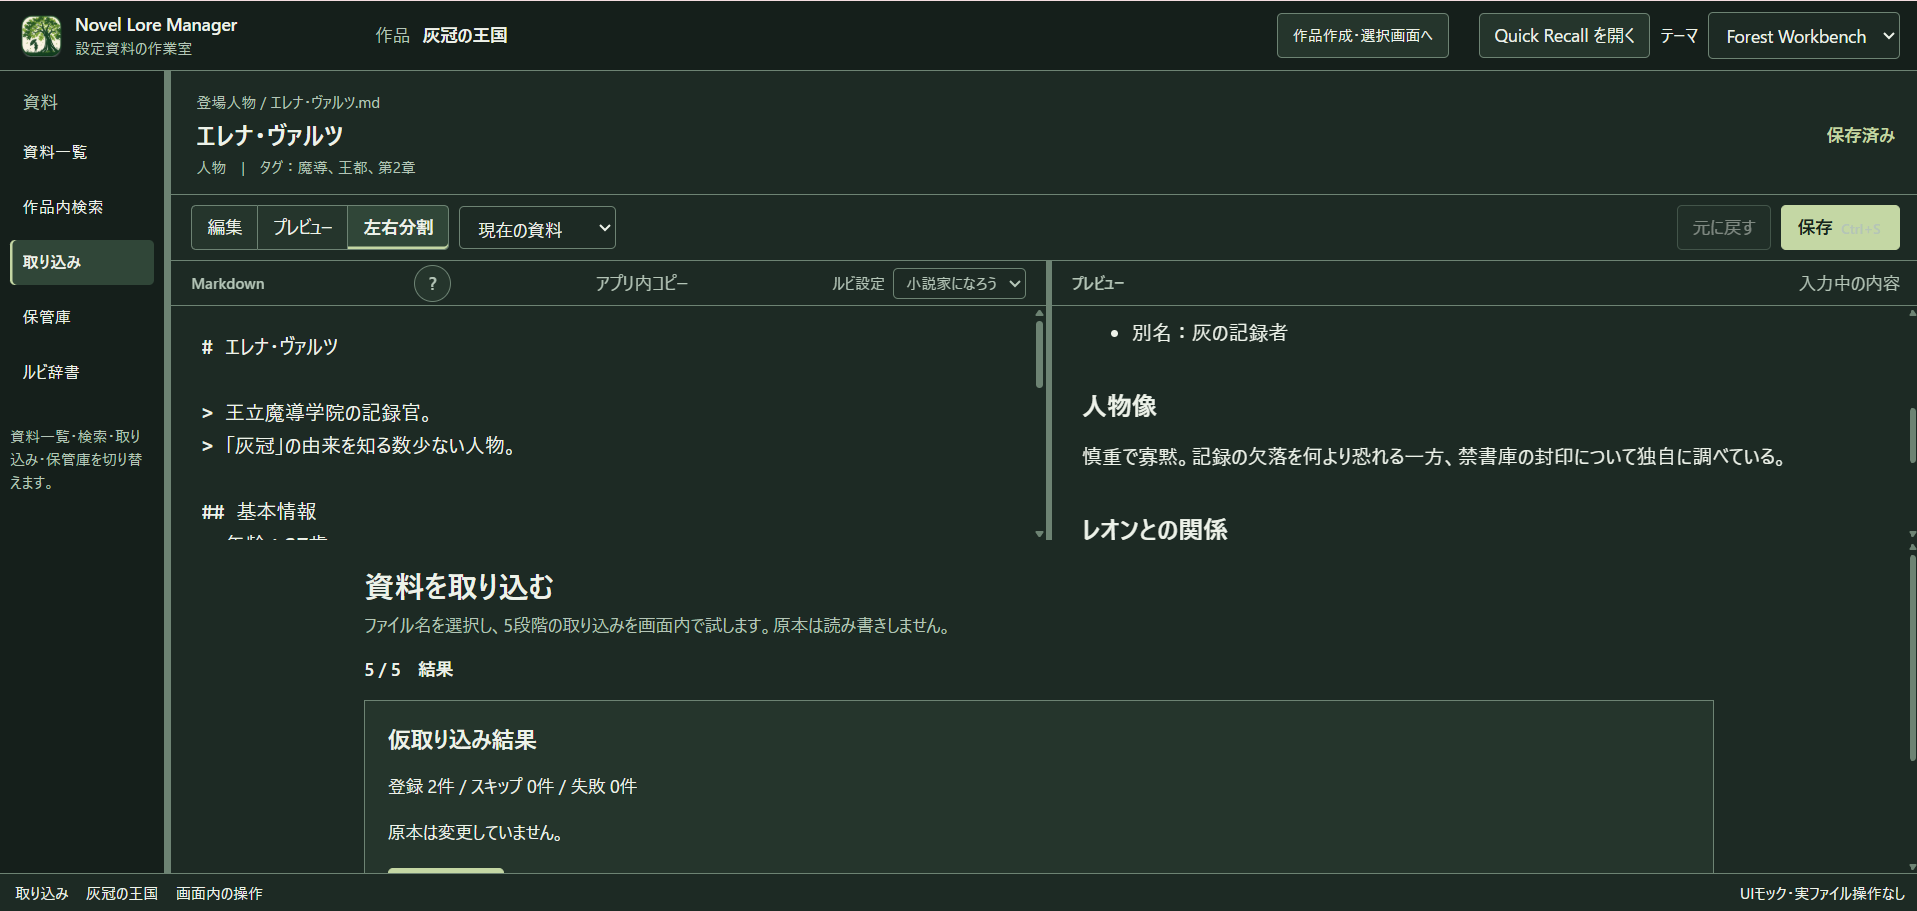 Novel Lore Manager
設定資料の作業室
作品 灰冠の王国
作品作成・選択画面へ
Quick Recall を開く
テーマ
Forest Workbench
資料
資料一覧
作品内検索
取り込み
保管庫
ルビ辞書
資料一覧・検索・取り
込み・保管庫を切り替
えます。
登場人物 / エレナ・ヴァルツ.md
エレナ・ヴァルツ
人物 | タグ：魔導、王都、第2章
保存済み
編集
プレビュー
左右分割
現在の資料
元に戻す
保存 Ctrl+S
Markdown
?
アプリ内コピー
ルビ設定
小説家になろう
# エレナ・ヴァルツ
> 王立魔導学院の記録官。
> 「灰冠」の由来を知る数少ない人物。
## 基本情報
プレビュー
入力中の内容
• 別名：灰の記録者
人物像
慎重で寡黙。記録の欠落を何より恐れる一方、禁書庫の封印について独自に調べている。
レオンとの関係
資料を取り込む
ファイル名を選択し、5段階の取り込みを画面内で試します。原本は読み書きしません。
5 / 5 結果
仮取り込み結果
登録 2件 / スキップ 0件 / 失敗 0件
原本は変更していません。
取り込み 灰冠の王国 画面内の操作
UIモック・実ファイル操作なし